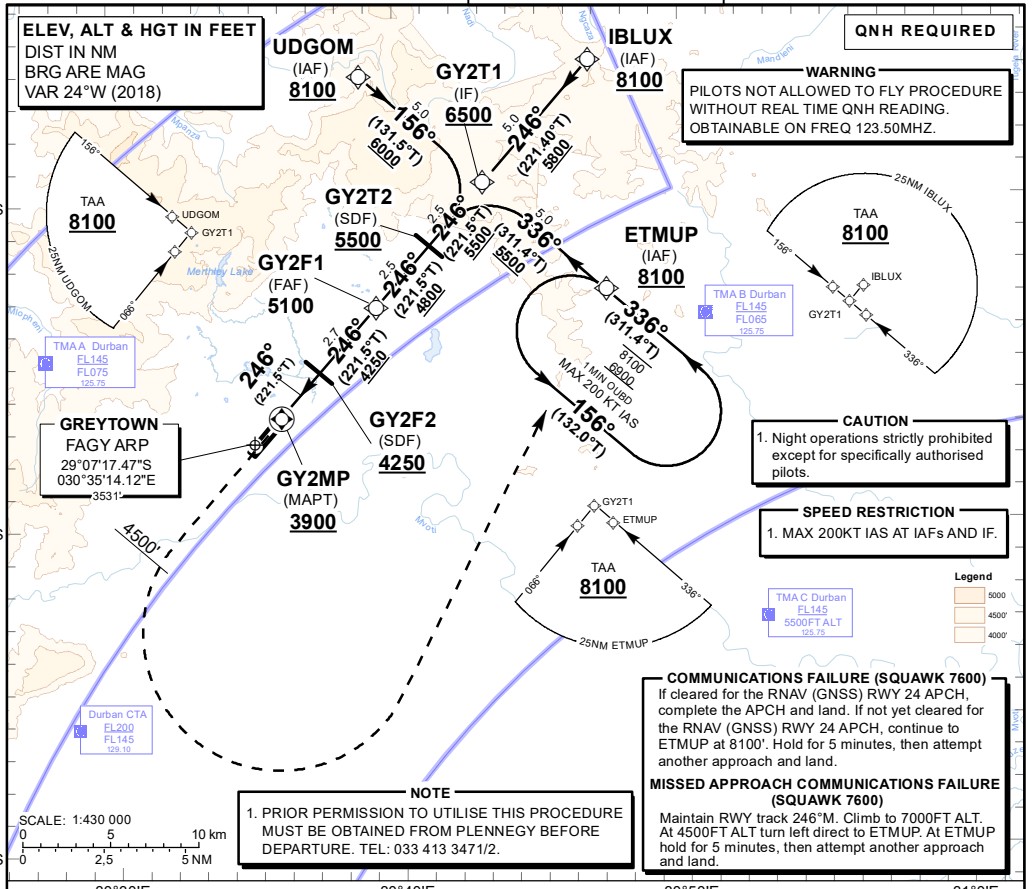 ELEV, ALT & HGT IN FEET
DIST IN NM
BRG ARE MAG
VAR 24°W (2018)
QNH REQUIRED
WARNING
PILOTS NOT ALLOWED TO FLY PROCEDURE
WITHOUT REAL TIME QNH READING.
OBTAINABLE ON FREQ 123.50MHZ.
UDGOM
(IAF)
8100
GY2T1
(IF)
6500
IBLUX
(IAF)
8100
Nadi
Ngcaza
Mandleni
Tugela River
5.0
156°
(131.5°T)
6000
5.0
246°
(221.40°T)
5800
Mpanza
156°
TAA
8100
UDGOM
GY2T1
25NM UDGOM
066°
Merthley Lake
GY2T2
(SDF)
5500
2.5
246°
(221.5°T)
5500
5.0
336°
(311.4°T)
5500
ETMUP
(IAF)
8100
25NM IBLUX
TAA
8100
156°
IBLUX
GY2T1
336°
GY2F1
(FAF)
5100
2.5
246°
(221.5°T)
4800
TMA B Durban
FL145
FL065
125.75
336°
(311.4°T)
8100
6900
1 MIN OUBD
MAX 200 KT IAS
156°
(132.0°T)
TMA A Durban
FL145
FL075
125.75
2.7
246°
(221.5°T)
4250
246°
(221.5°T)
GY2F2
(SDF)
4250
GREYTOWN
FAGY ARP
29°07'17.47"S
030°35'14.12"E
3531'
GY2MP
(MAPT)
3900
CAUTION
1. Night operations strictly prohibited
except for specifically authorised
pilots.
SPEED RESTRICTION
1. MAX 200KT IAS AT IAFs AND IF.
4500'
GY2T1
ETMUP
TAA
8100
066°
336°
25NM ETMUP
Legend
5000
4500'
4000'
TMA C Durban
FL145
5500FT ALT
125.75
Durban CTA
FL200
FL145
129.10
COMMUNICATIONS FAILURE (SQUAWK 7600)
If cleared for the RNAV (GNSS) RWY 24 APCH,
complete the APCH and land. If not yet cleared for
the RNAV (GNSS) RWY 24 APCH, continue to
ETMUP at 8100'. Hold for 5 minutes, then attempt
another approach and land.
MISSED APPROACH COMMUNICATIONS FAILURE
(SQUAWK 7600)
Maintain RWY track 246°M. Climb to 7000FT ALT.
At 4500FT ALT turn left direct to ETMUP. At ETMUP
hold for 5 minutes, then attempt another approach
and land.
NOTE
1. PRIOR PERMISSION TO UTILISE THIS PROCEDURE
MUST BE OBTAINED FROM PLENNEGY BEFORE
DEPARTURE. TEL: 033 413 3471/2.
SCALE: 1:430 000
0 5 10 km
0 2,5 5 NM